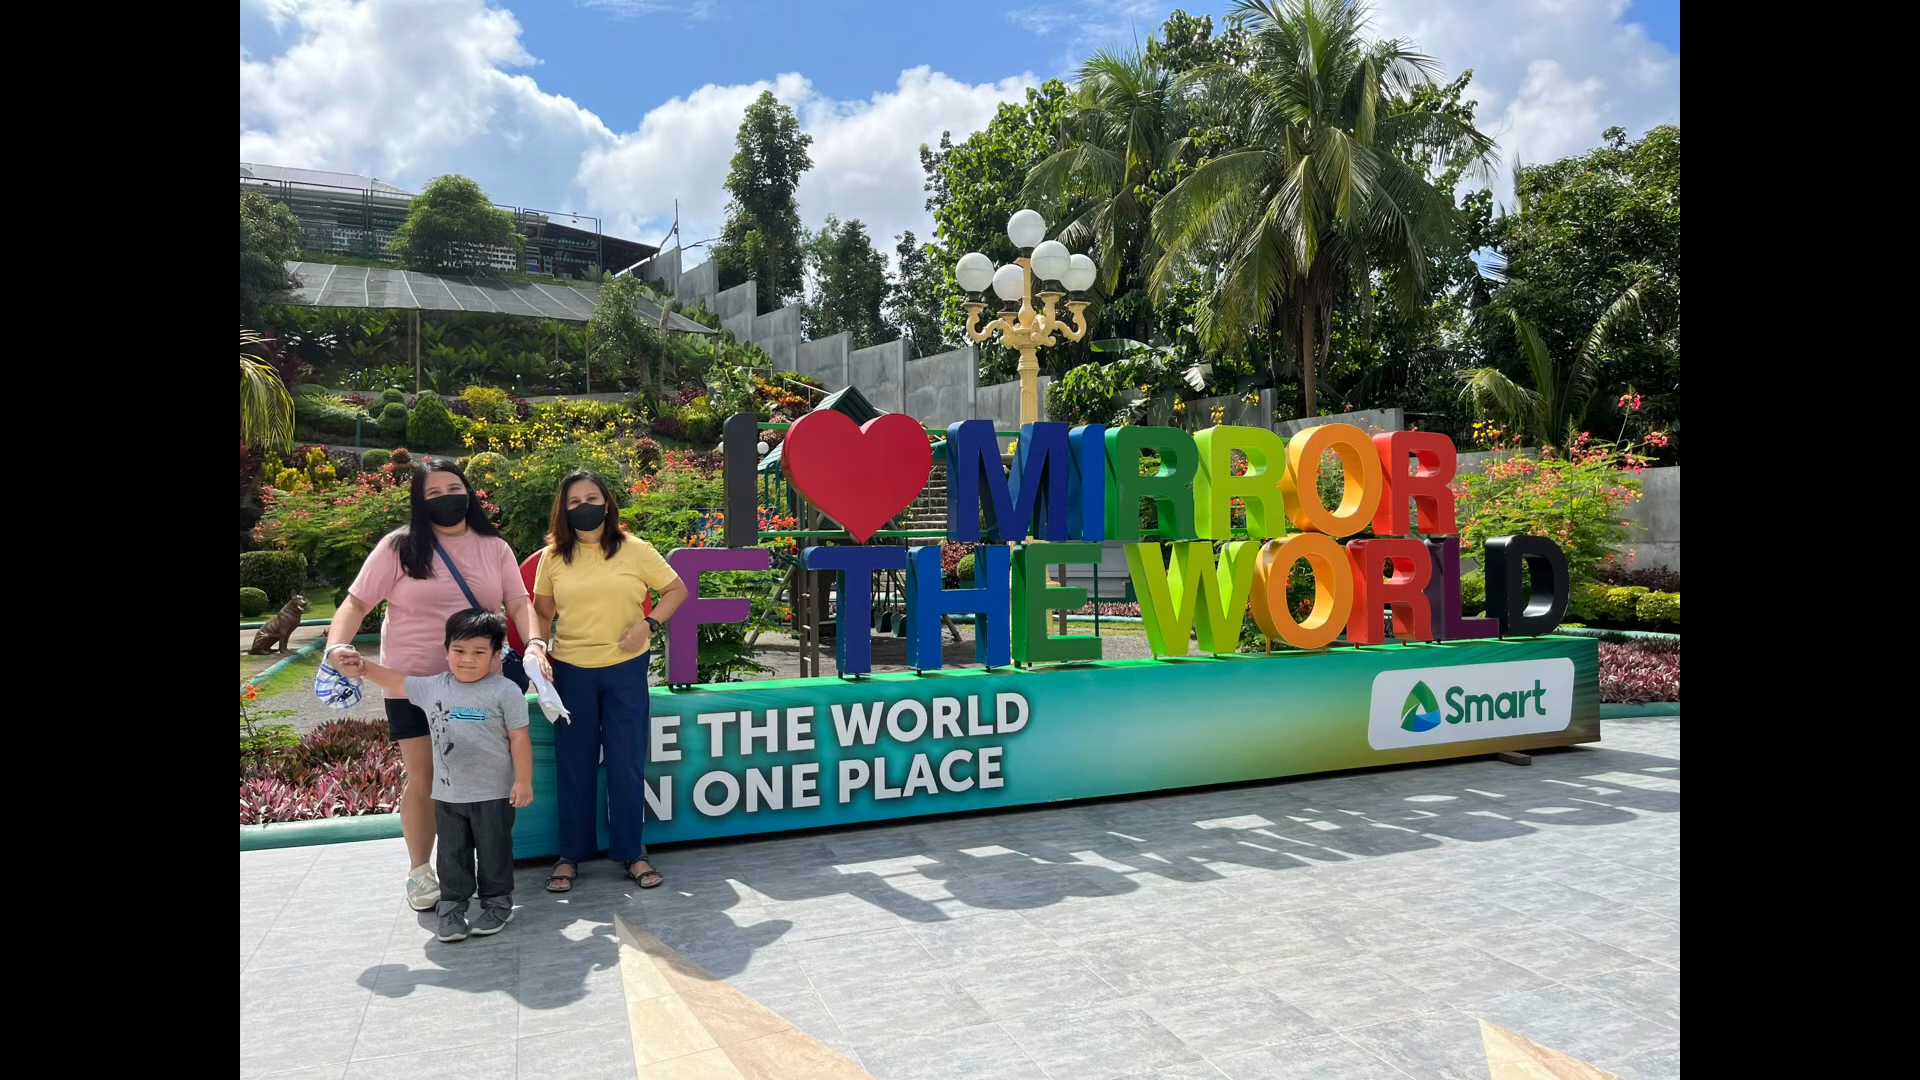 I ❤ MIRROR
F THE WORLD
E THE WORLD
N ONE PLACE
Smart